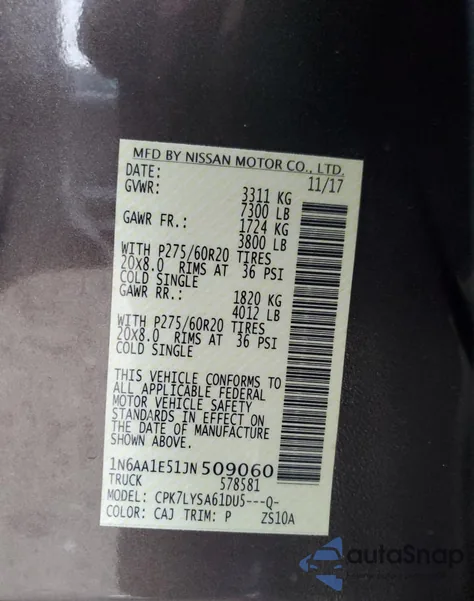 MFD BY NISSAN MOTOR CO., LTD.
DATE: 11/17
GVWR: 3311 KG
7300 LB
GAWR FR.: 1724 KG
3800 LB
WITH P275/60R20 TIRES
20X8.0 RIMS AT 36 PSI
COLD SINGLE
GAWR RR.: 1820 KG
4012 LB
WITH P275/60R20 TIRES
20X8.0 RIMS AT 36 PSI
COLD SINGLE
THIS VEHICLE CONFORMS TO
ALL APPLICABLE FEDERAL
MOTOR VEHICLE SAFETY
STANDARDS IN EFFECT ON
THE DATE OF MANUFACTURE
SHOWN ABOVE.
1N6AA1E51JN509060
TRUCK 578581
MODEL: CPK7LYSA61DU5---Q-
COLOR: CAJ TRIM: P ZS10A
autoSnap